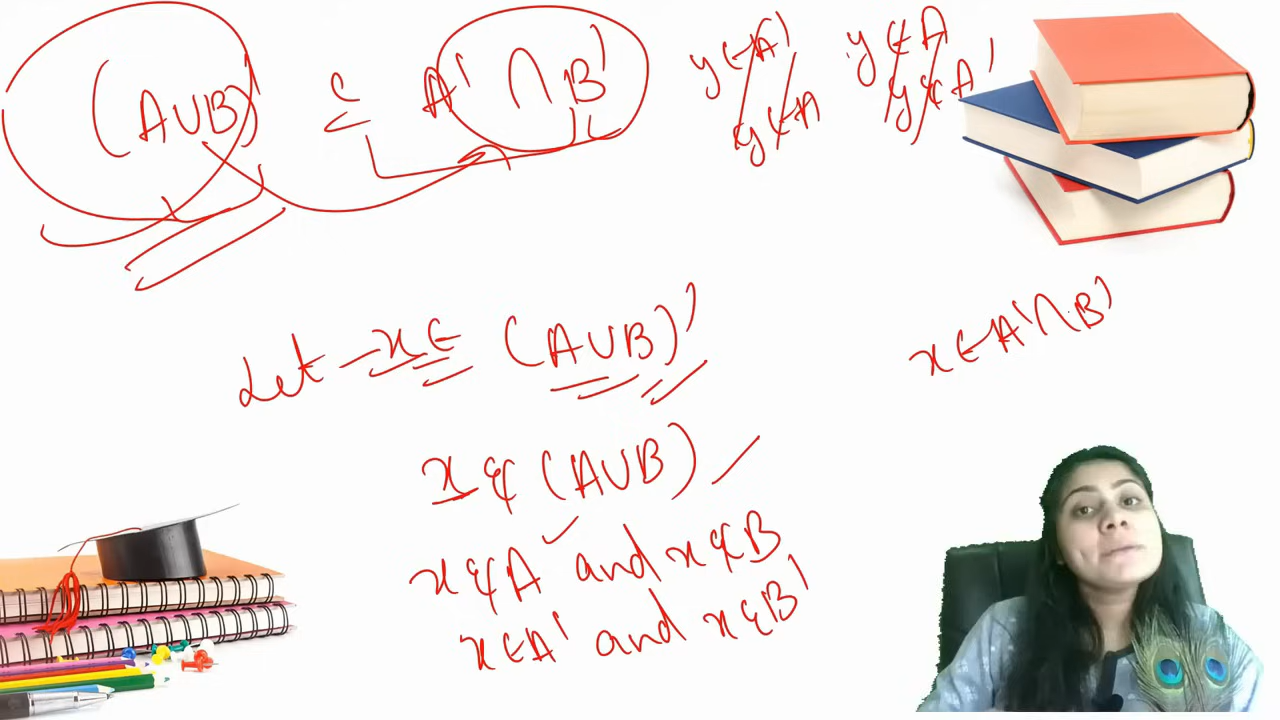 (A∪B)' ⊆ A' ∩ B'
y∈A' y∉A
y∉A y∈A'
Let x∈ (A∪B)'
x∈A'∩B'
x∉ (A∪B)
x∉A and x∉B
x∈A' and x∈B'